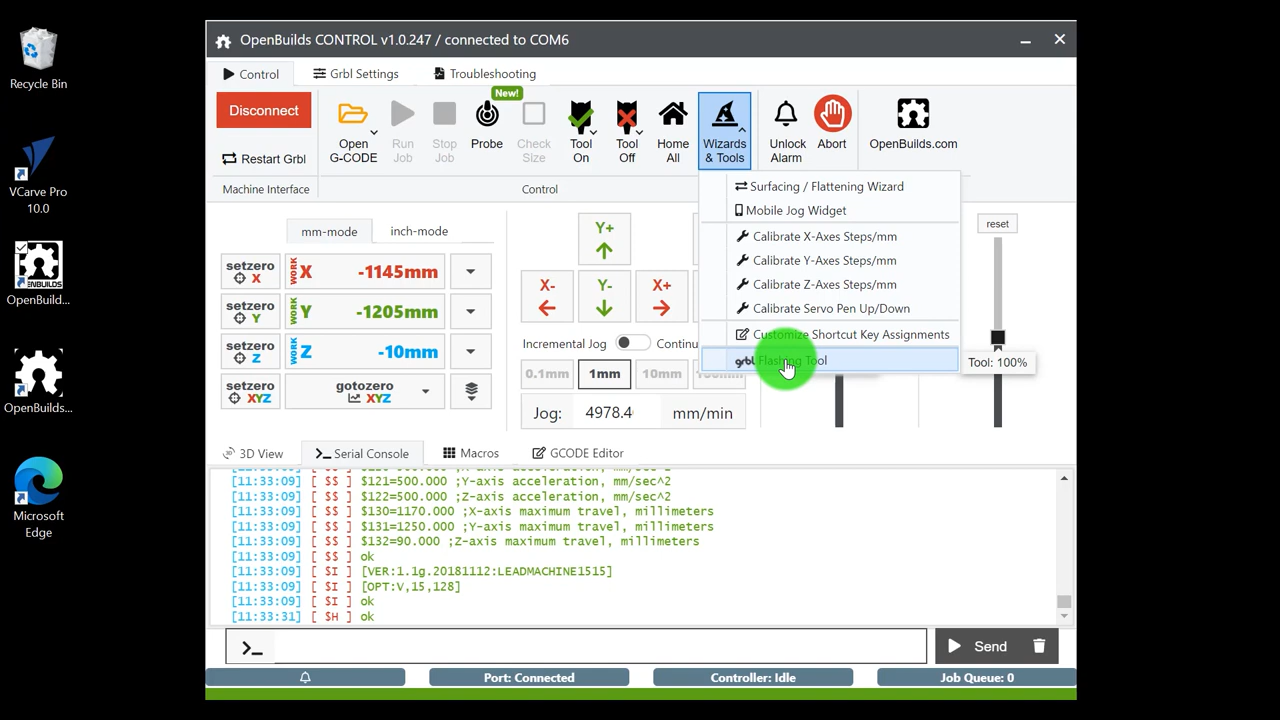 Recycle Bin
VCarve Pro
10.0
OpenBuild...
OpenBuilds...
Microsoft
Edge
OpenBuilds CONTROL v1.0.247 / connected to COM6
Control
Grbl Settings
Troubleshooting
New!
Disconnect
Restart Grbl
Machine Interface
Open
G-CODE
Run
Job
Stop
Job
Probe
Check
Size
Tool
On
Tool
Off
Home
All
Wizards
& Tools
Unlock
Alarm
Abort
OpenBuilds.com
Control
Surfacing / Flattening Wizard
Mobile Jog Widget
Calibrate X-Axes Steps/mm
Calibrate Y-Axes Steps/mm
Calibrate Z-Axes Steps/mm
Calibrate Servo Pen Up/Down
Customize Shortcut Key Assignments
grbl Flashing Tool
mm-mode
inch-mode
setzero
X
WORK
X
-1145mm
setzero
Y
WORK
Y
-1205mm
setzero
Z
WORK
Z
-10mm
setzero
XYZ
gotozero
XYZ
Y+
X-
Y-
X+
Incremental Jog
Continu
0.1mm
1mm
10mm
Jog:
4978.4
mm/min
reset
Tool: 100%
3D View
Serial Console
Macros
GCODE Editor
[11:33:09] [ $$ ] $121=500.000 ;Y-axis acceleration, mm/sec^2
[11:33:09] [ $$ ] $122=500.000 ;Z-axis acceleration, mm/sec^2
[11:33:09] [ $$ ] $130=1170.000 ;X-axis maximum travel, millimeters
[11:33:09] [ $$ ] $131=1250.000 ;Y-axis maximum travel, millimeters
[11:33:09] [ $$ ] $132=90.000 ;Z-axis maximum travel, millimeters
[11:33:09] [ $$ ] ok
[11:33:09] [ $I ] [VER:1.1g.20181112:LEADMACHINE1515]
[11:33:09] [ $I ] [OPT:V,15,128]
[11:33:09] [ $I ] ok
[11:33:31] [ $H ] ok
Send
Port: Connected
Controller: Idle
Job Queue: 0